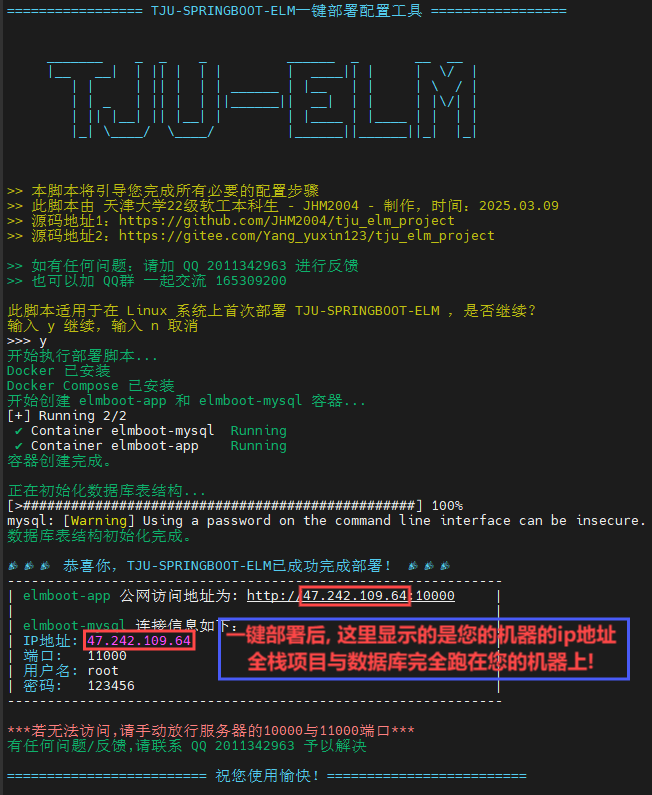 ================= TJU-SPRINGBOOT-ELM一键部署配置工具 =================
TJU-ELM
>> 本脚本将引导您完成所有必要的配置步骤
>> 此脚本由 天津大学22级软工本科生 - JHM2004 - 制作，时间：2025.03.09
>> 源码地址1：https://github.com/JHM2004/tju_elm_project
>> 源码地址2：https://gitee.com/Yang_yuxin123/tju_elm_project
>> 如有任何问题：请加 QQ 2011342963 进行反馈
>> 也可以加 QQ群 一起交流 165309200
此脚本适用于在 Linux 系统上首次部署 TJU-SPRINGBOOT-ELM ，是否继续？
输入 y 继续，输入 n 取消
>>> y
开始执行部署脚本...
Docker 已安装
Docker Compose 已安装
开始创建 elmboot-app 和 elmboot-mysql 容器...
[+] Running 2/2
✔ Container elmboot-mysql  Running
✔ Container elmboot-app    Running
容器创建完成。
正在初始化数据库表结构...
[>#################################################] 100%
mysql: [Warning] Using a password on the command line interface can be insecure.
数据库表结构初始化完成。
🎉 🎉 🎉 恭喜你，TJU-SPRINGBOOT-ELM已成功完成部署！ 🎉 🎉 🎉
--------------------------------------------------------------
| elmboot-app 公网访问地址为: http://47.242.109.64:10000 |
| elmboot-mysql 连接信息如下:
| IP地址: 47.242.109.64
| 端口:   11000
| 用户名: root
| 密码:   123456 |
--------------------------------------------------------------
一键部署后, 这里显示的是您的机器的ip地址
全栈项目与数据库完全跑在您的机器上!
***若无法访问,请手动放行服务器的10000与11000端口***
有任何问题/反馈,请联系 QQ 2011342963 予以解决
========================= 祝您使用愉快! =========================